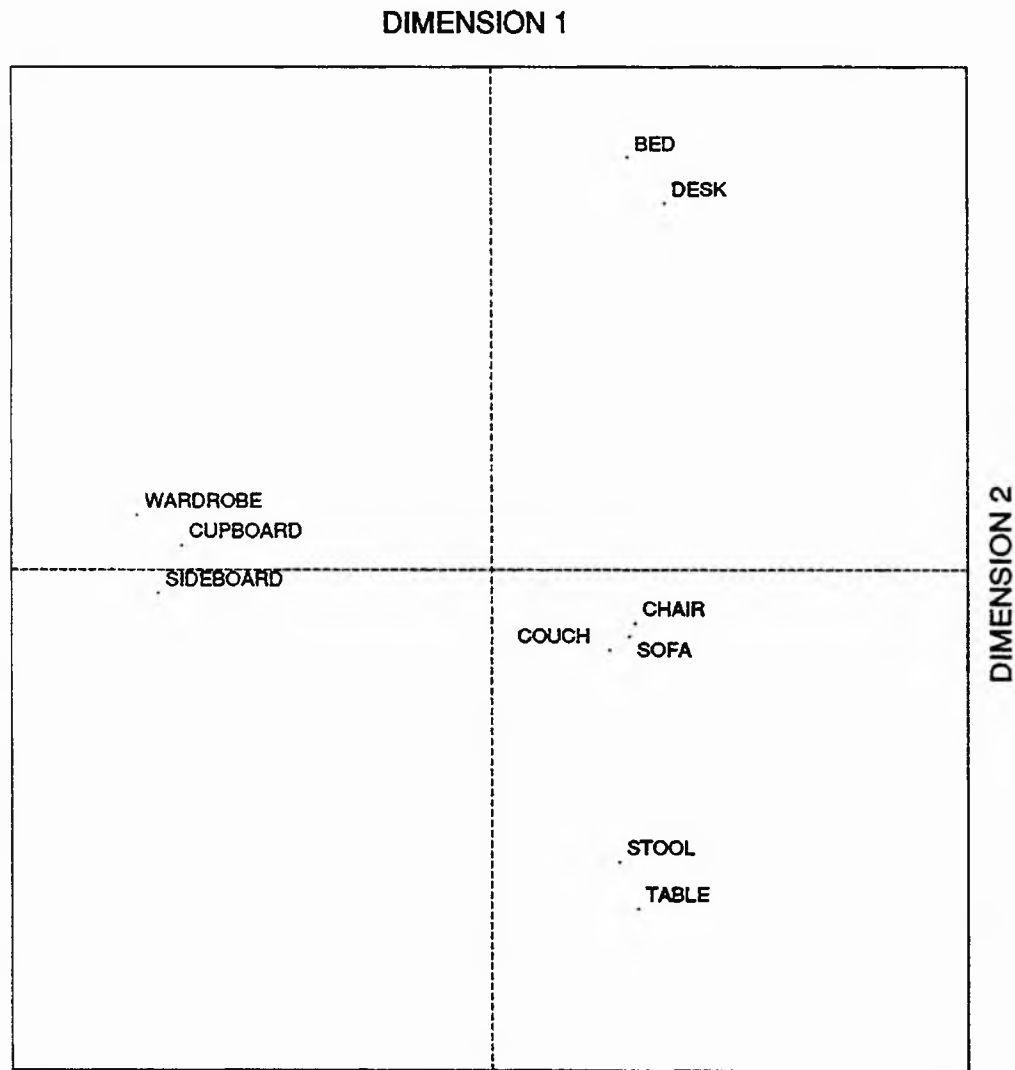 DIMENSION 1
BED
DESK
WARDROBE
CUPBOARD
SIDEBOARD
CHAIR
COUCH
SOFA
STOOL
TABLE
DIMENSION 2